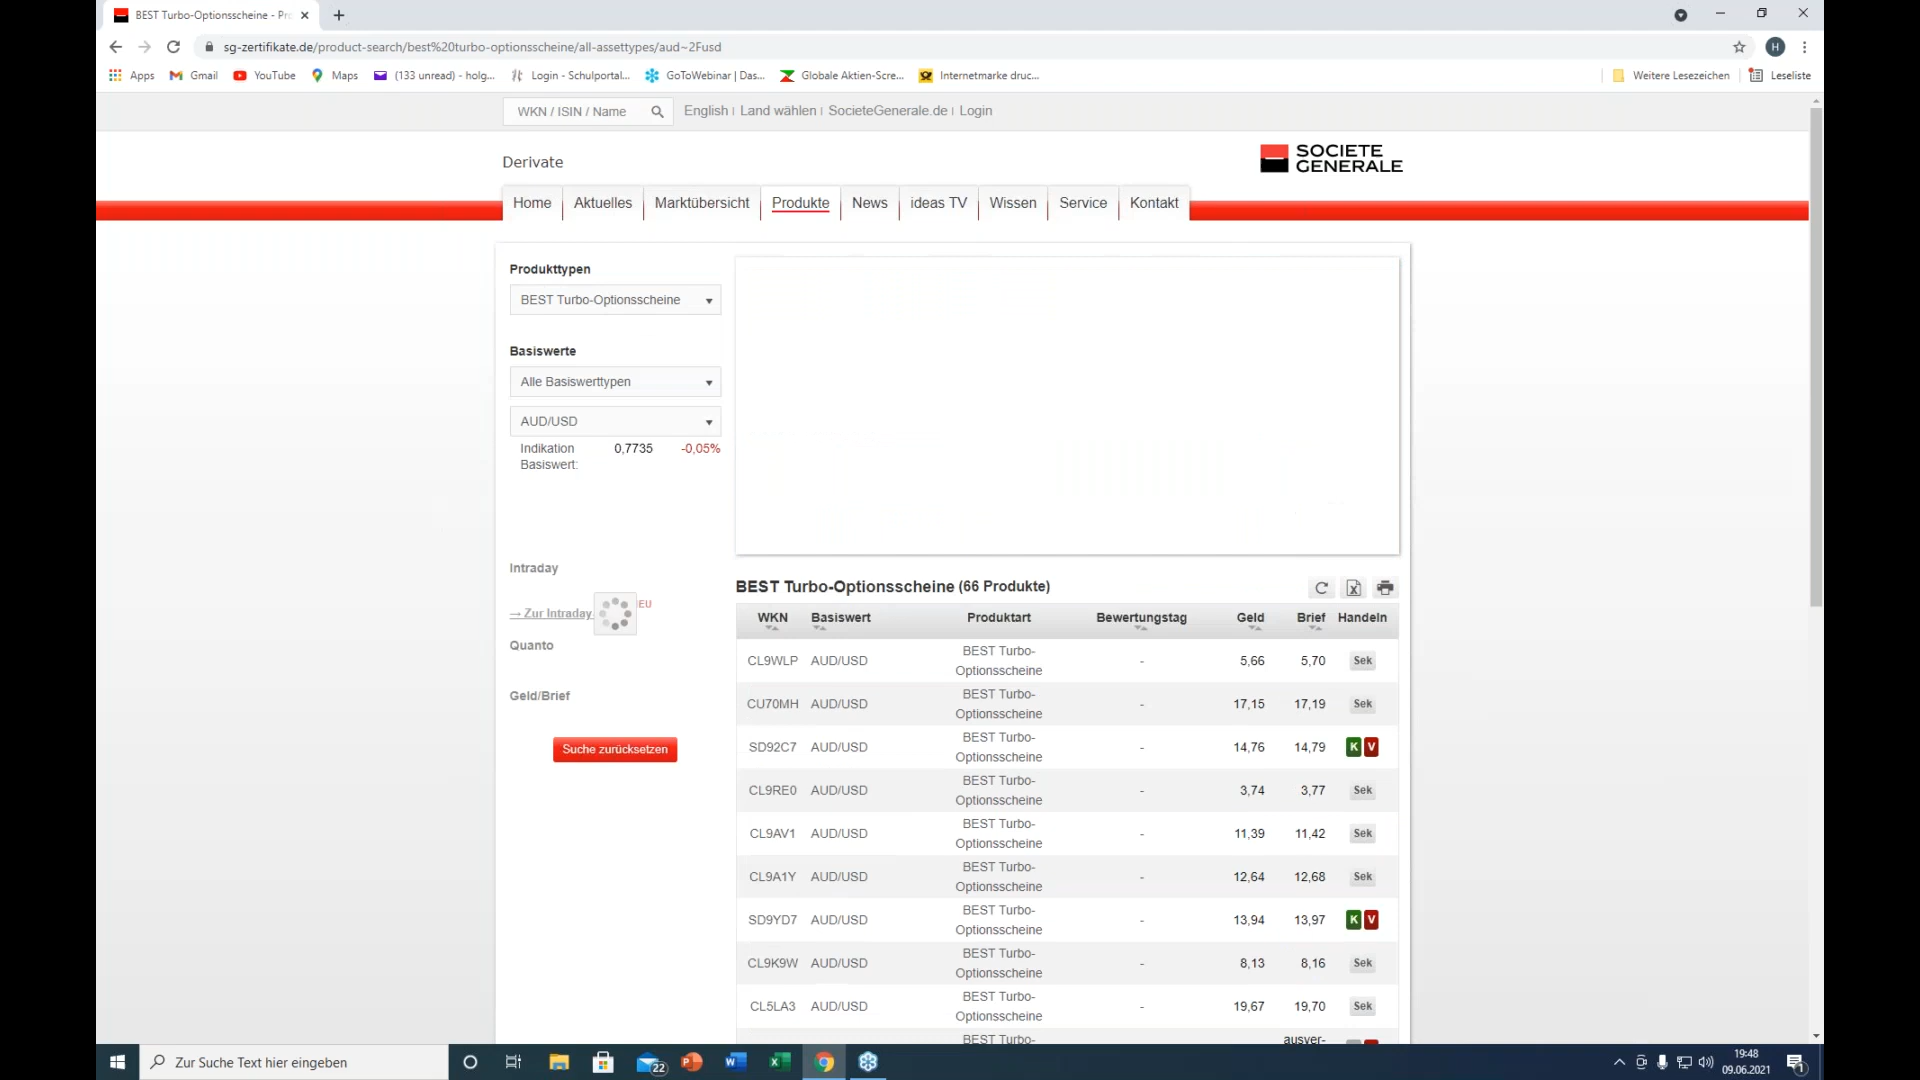 BEST Turbo-Optionsscheine - Pr
sg-zertifikate.de/product-search/best%20turbo-optionsscheine/all-assettypes/aud~2Fusd
H
Apps Gmail YouTube Maps (133 unread) - holg... Login - Schulportal... GoToWebinar | Das... Globale Aktien-Scre... Internetmarke druc... Weitere Lesezeichen Leseliste
WKN / ISIN / Name English | Land wählen | SocieteGenerale.de | Login
Derivate
SOCIETE
GENERALE
Home Aktuelles Marktübersicht Produkte News ideas TV Wissen Service Kontakt
Produkttypen
BEST Turbo-Optionsscheine
Basiswerte
Alle Basiswerttypen
AUD/USD
Indikation 0,7735 -0,05%
Basiswert:
Intraday
→ Zur Intraday EU
Quanto
Geld/Brief
Suche zurücksetzen
BEST Turbo-Optionsscheine (66 Produkte)
WKN Basiswert Produktart Bewertungstag Geld Brief Handeln
CL9WLP AUD/USD BEST Turbo-Optionsscheine - 5,66 5,70 Sek
CU70MH AUD/USD BEST Turbo-Optionsscheine - 17,15 17,19 Sek
SD92C7 AUD/USD BEST Turbo-Optionsscheine - 14,76 14,79 K V
CL9RE0 AUD/USD BEST Turbo-Optionsscheine - 3,74 3,77 Sek
CL9AV1 AUD/USD BEST Turbo-Optionsscheine - 11,39 11,42 Sek
CL9A1Y AUD/USD BEST Turbo-Optionsscheine - 12,64 12,68 Sek
SD9YD7 AUD/USD BEST Turbo-Optionsscheine - 13,94 13,97 K V
CL9K9W AUD/USD BEST Turbo-Optionsscheine - 8,13 8,16 Sek
CL5LA3 AUD/USD BEST Turbo-Optionsscheine - 19,67 19,70 Sek
BEST Turbo- ausver-
Zur Suche Text hier eingeben
22
19:48
09.06.2021
1